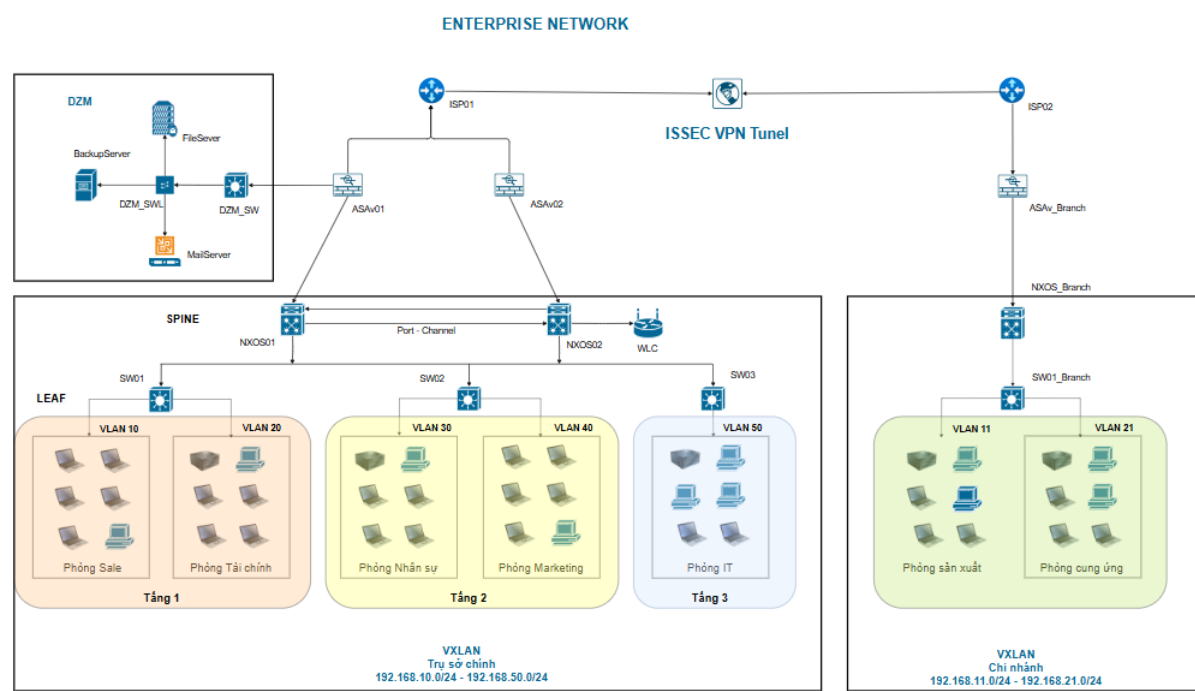 ENTERPRISE NETWORK
DZM
FileSever
BackupServer
DZM_SWL
DZM_SW
MailServer
ISP01
ISP02
ISSEC VPN Tunel
ASAv01
ASAv02
ASAv_Branch
NXOS_Branch
SPINE
Port - Channel
NXOS01
NXOS02
WLC
SW01
SW02
SW03
SW01_Branch
LEAF
VLAN 10
VLAN 20
VLAN 30
VLAN 40
VLAN 50
VLAN 11
VLAN 21
Phòng Sale
Phòng Tài chính
Phòng Nhân sự
Phòng Marketing
Phòng IT
Phòng sản xuất
Phòng cung ứng
Tầng 1
Tầng 2
Tầng 3
VXLAN
Trụ sở chính
192.168.10.0/24 - 192.168.50.0/24
VXLAN
Chi nhánh
192.168.11.0/24 - 192.168.21.0/24